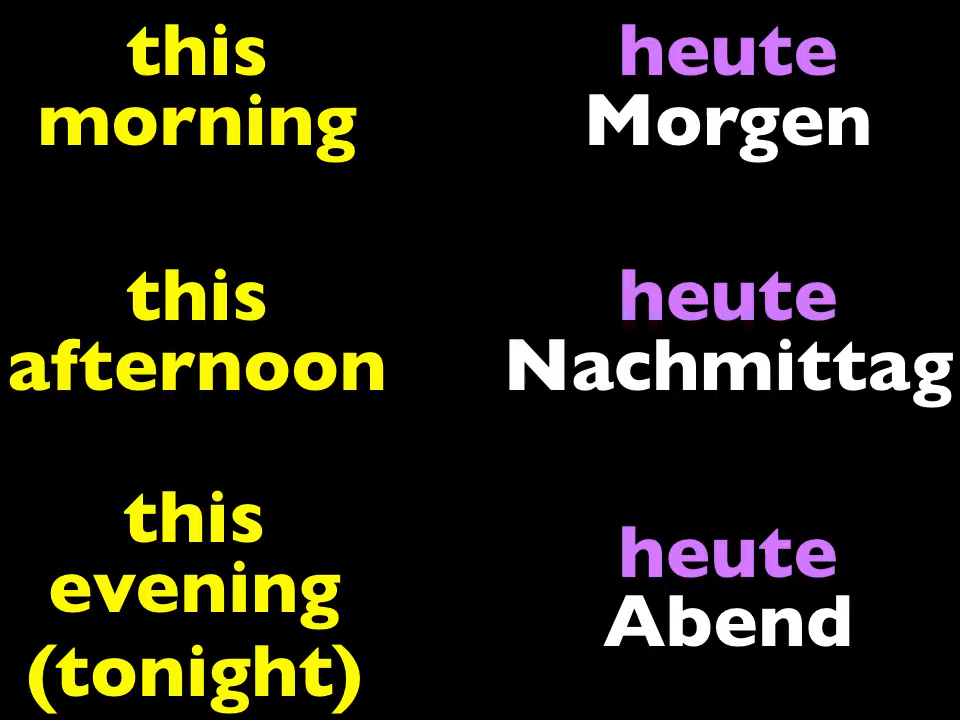 this
morning
heute
Morgen
this
afternoon
heute
Nachmittag
this
evening
(tonight)
heute
Abend